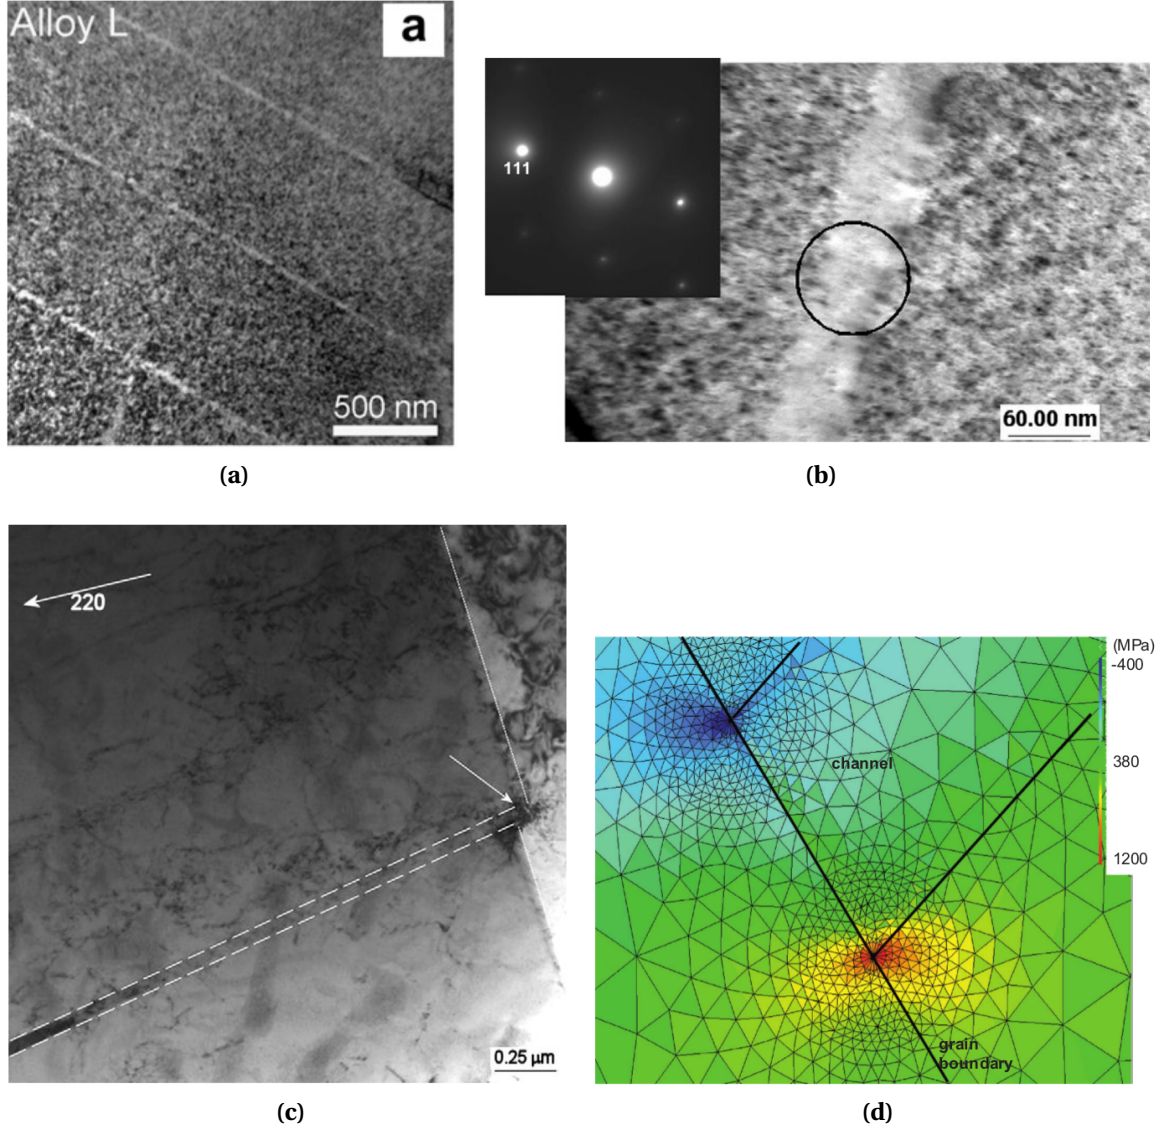 Alloy L
a
500 nm
(a)
111
60.00 nm
(b)
220
0.25 µm
(c)
(MPa)
-400
380
1200
channel
grain
boundary
(d)